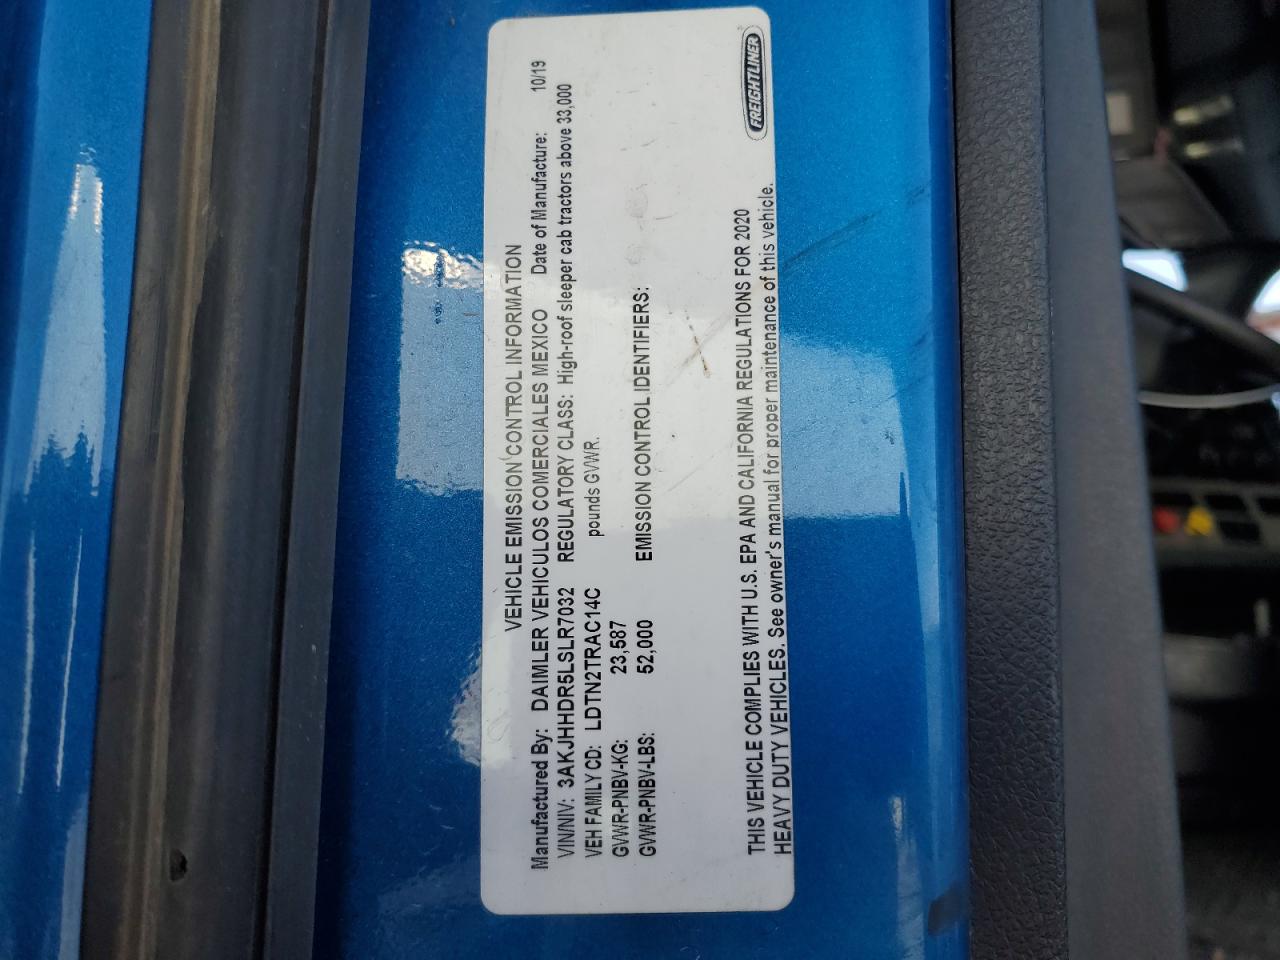 VEHICLE EMISSION CONTROL INFORMATION
Manufactured By: DAIMLER VEHICULOS COMERCIALES MEXICO Date of Manufacture: 10/19
VIN/NIV: 3AKJHHDR5LSLR7032 REGULATORY CLASS: High-roof sleeper cab tractors above 33,000
VEH FAMILY CD: LDTN2TRAC14C pounds GVWR.
GVWR-PNBV-KG: 23,587
GVWR-PNBV-LBS: 52,000 EMISSION CONTROL IDENTIFIERS:
THIS VEHICLE COMPLIES WITH U.S. EPA AND CALIFORNIA REGULATIONS FOR 2020
HEAVY DUTY VEHICLES. See owner's manual for proper maintenance of this vehicle.
FREIGHTLINER